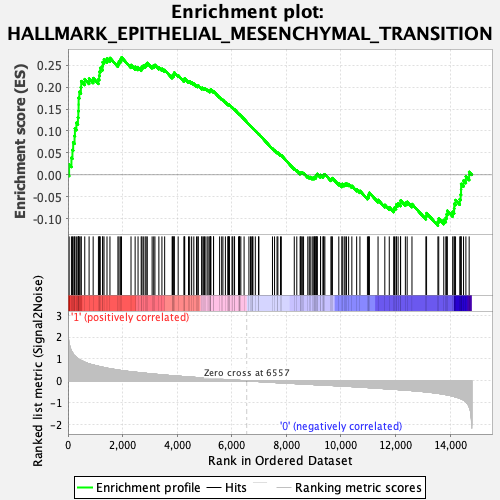 Enrichment plot:
HALLMARK_EPITHELIAL_MESENCHYMAL_TRANSITION
Enrichment score (ES)
0.25
0.20
0.15
0.10
0.05
0.00
-0.05
-0.10
Ranked list metric (Signal2Noise)
'1' (positively correlated)
3
2
1
0
-1
-2
Zero cross at 6557
'0' (negatively correlated)
0 2,000 4,000 6,000 8,000 10,000 12,000 14,000
Rank in Ordered Dataset
Enrichment profile Hits Ranking metric scores